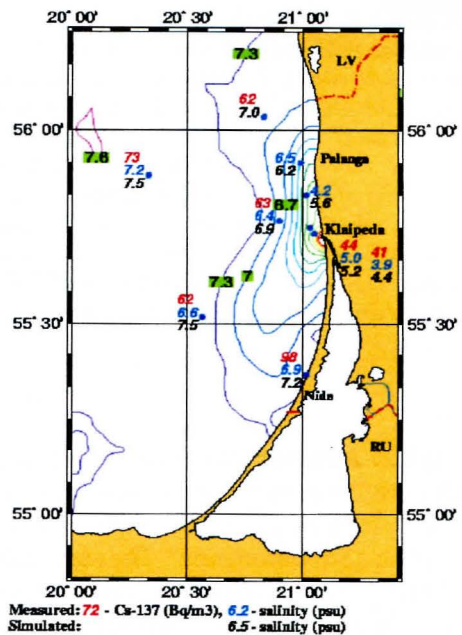 20° 00' 20° 30' 21° 00'
7.3
LV
62
7.0
56° 00' 56° 00'
7.6
73
7.2
7.5
6.5
6.2
Palanga
4.2
5.6
63
6.4
6.9
6.7
Klaipeda
44
5.0
5.2
41
3.9
4.4
7.3
7
62
6.6
7.5
55° 30' 55° 30'
98
6.9
7.2
Nida
RU
55° 00' 55° 00'
20° 00' 20° 30' 21° 00'
Measured: 72 - Cs-137 (Bq/m3), 6.2 - salinity (psu)
Simulated: 6.5 - salinity (psu)